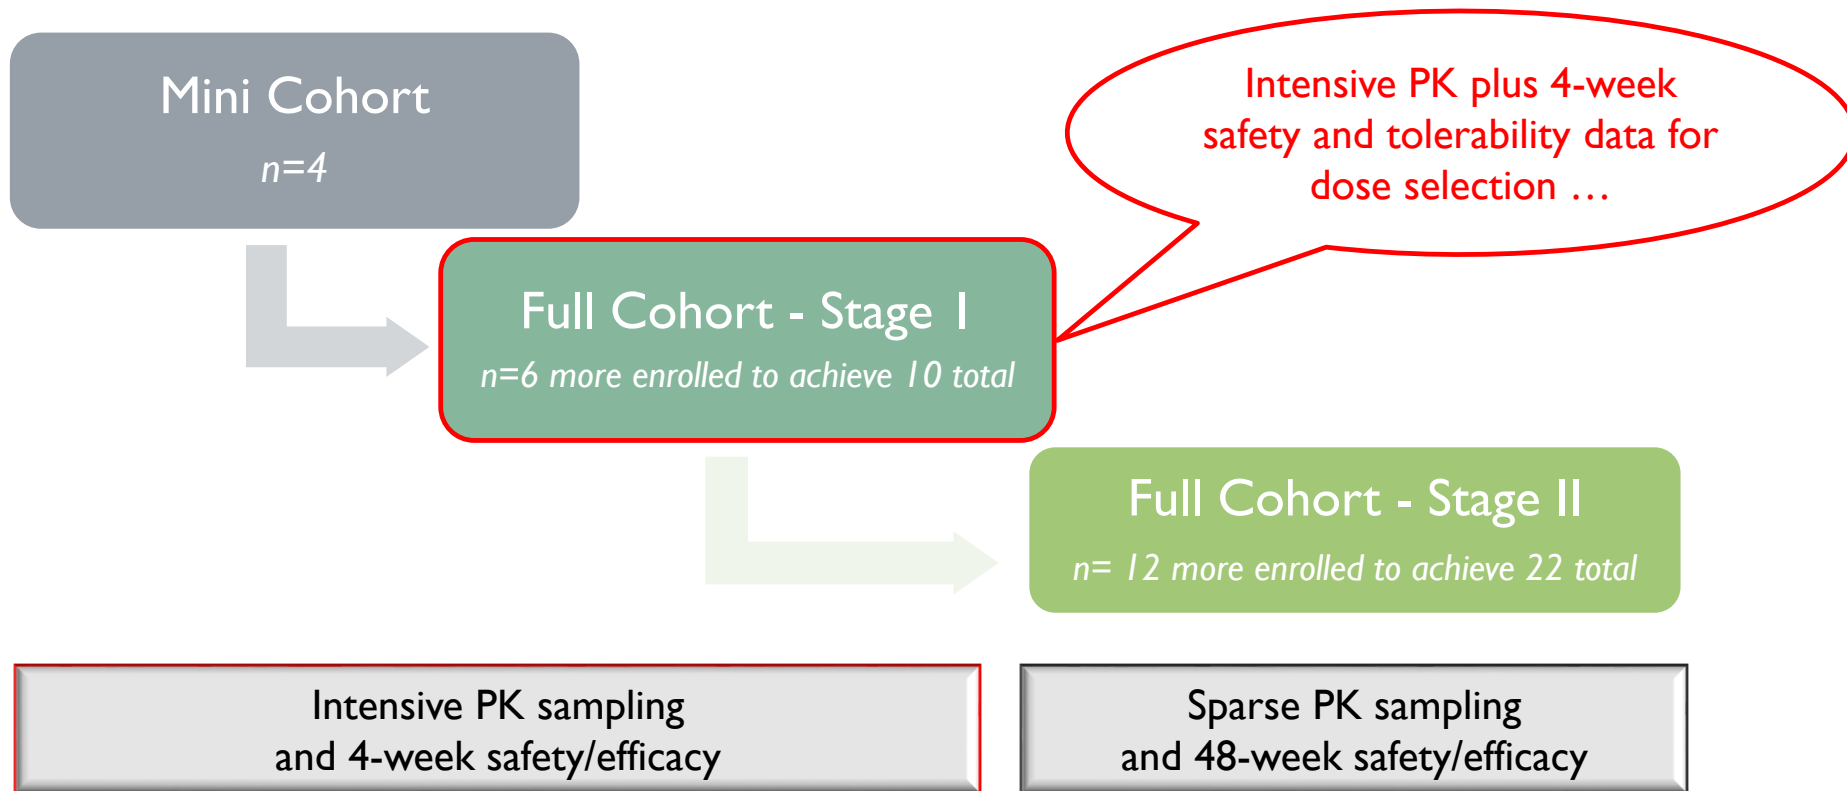 Mini Cohort
n=4
Intensive PK plus 4-week
safety and tolerability data for
dose selection …
Full Cohort - Stage I
n=6 more enrolled to achieve 10 total
Full Cohort - Stage II
n= 12 more enrolled to achieve 22 total
Intensive PK sampling
and 4-week safety/efficacy
Sparse PK sampling
and 48-week safety/efficacy